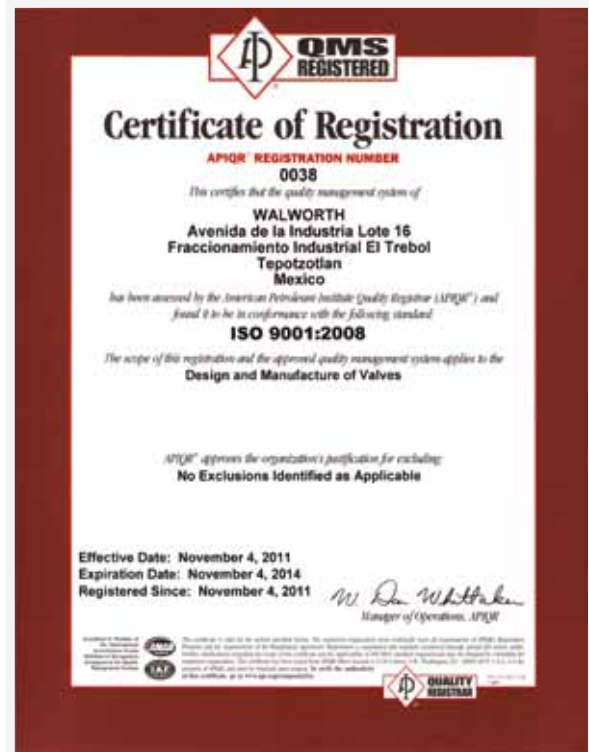 QMS
REGISTERED
Certificate of Registration
APIQR® REGISTRATION NUMBER
0038
This certifies that the quality management system of
WALWORTH
Avenida de la Industria Lote 16
Fraccionamiento Industrial El Trebol
Tepotzotlan
Mexico
has been assessed by the American Petroleum Institute Quality Registrar (APIQR®) and
found it to be in conformance with the following standard
ISO 9001:2008
The scope of this registration and the approved quality management system applies to the
Design and Manufacture of Valves
APIQR® approves the organization's justification for excluding:
No Exclusions Identified as Applicable
Effective Date: November 4, 2011
Expiration Date: November 4, 2014
Registered Since: November 4, 2011
W. Don Whittaker
Manager of Operations, APIQR
QUALITY
REGISTRAR